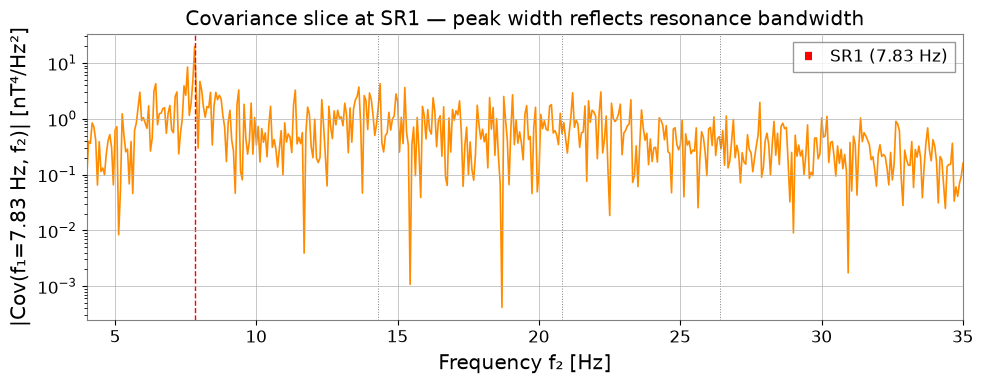 Covariance slice at SR1 — peak width reflects resonance bandwidth
|Cov(f₁=7.83 Hz, f₂)| [nT⁴/Hz²]
10¹
10⁰
10⁻¹
10⁻²
10⁻³
SR1 (7.83 Hz)
5 10 15 20 25 30 35
Frequency f₂ [Hz]